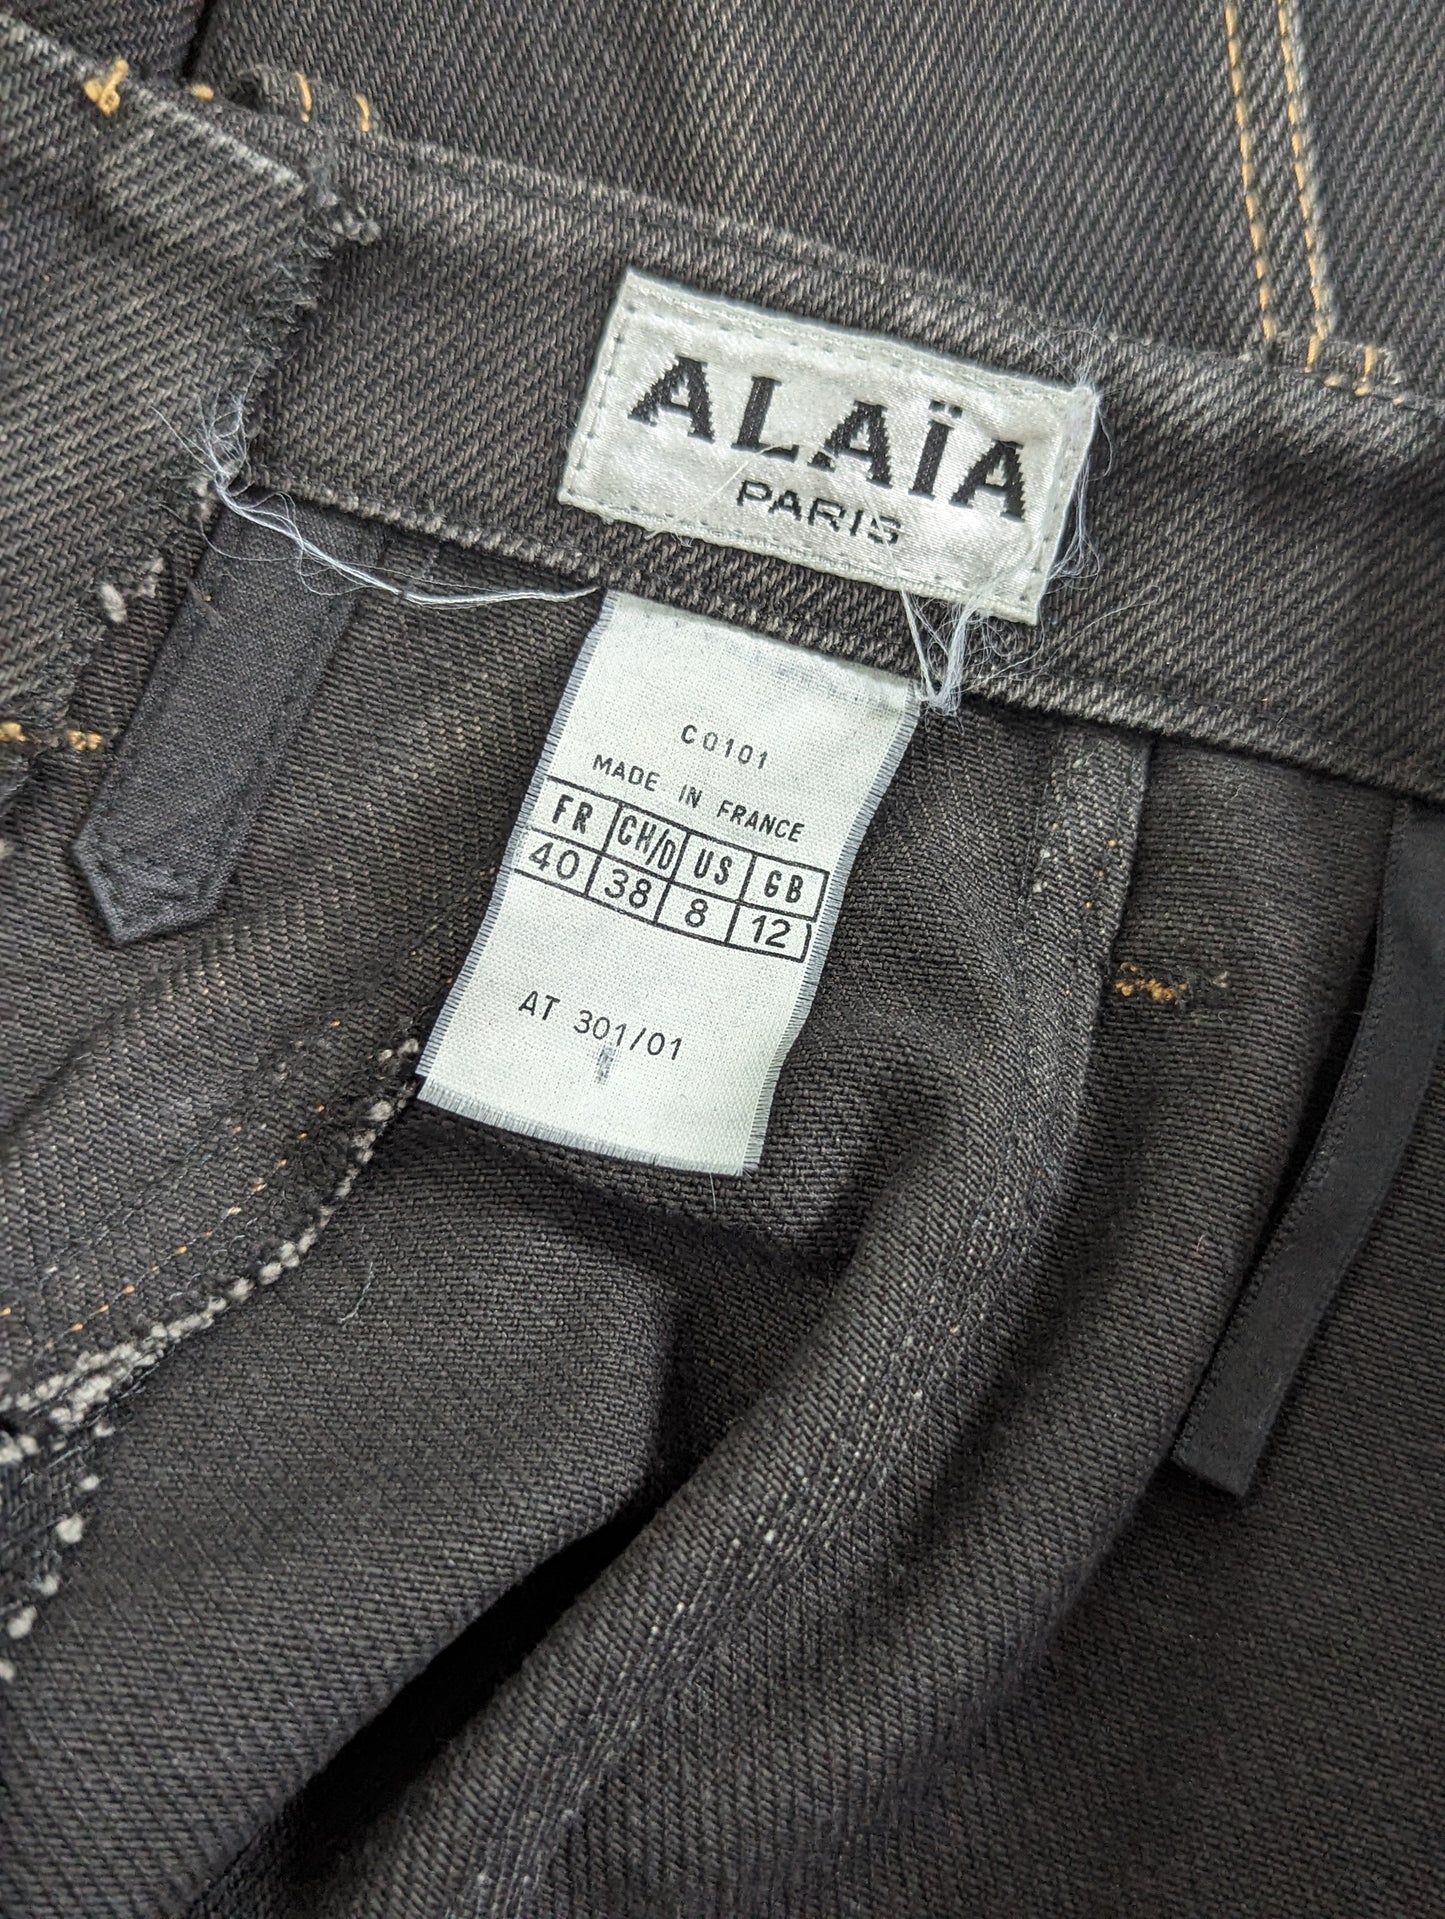 ALAÏA
PARIS
C0101
MADE IN FRANCE
FR CH/D US GB
40 38 8 12
AT 301/01